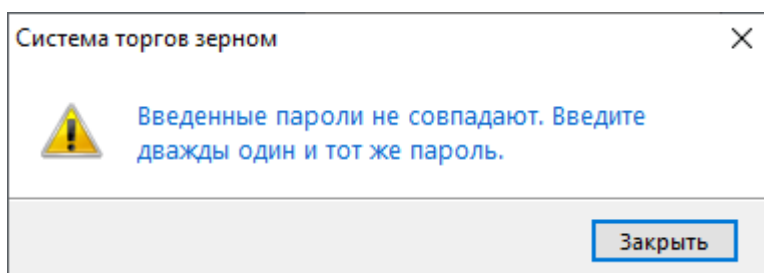 Система торгов зерном
Введенные пароли не совпадают. Введите
дважды один и тот же пароль.
Закрыть